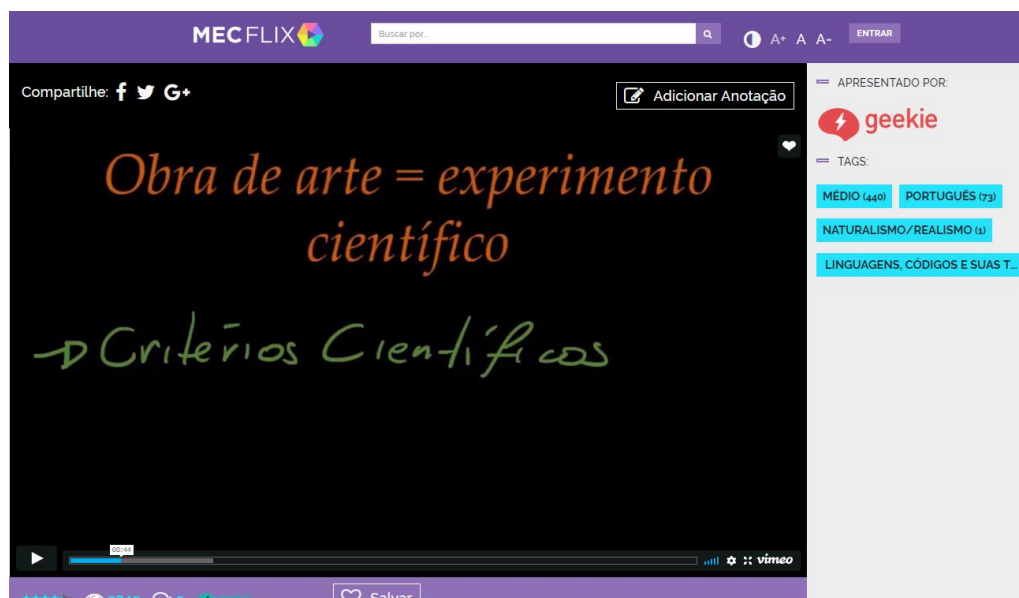 MECFLIX
Buscar por..
A+ A A-
ENTRAR
Compartilhe:
G+
Adicionar Anotação
Obra de arte = experimento
científico
Critérios Científicos
00:44
vimeo
Salvar
APRESENTADO POR:
geekie
TAGS:
MÉDIO (440) PORTUGUÊS (73)
NATURALISMO/REALISMO (1)
LINGUAGENS, CÓDIGOS E SUAS T...